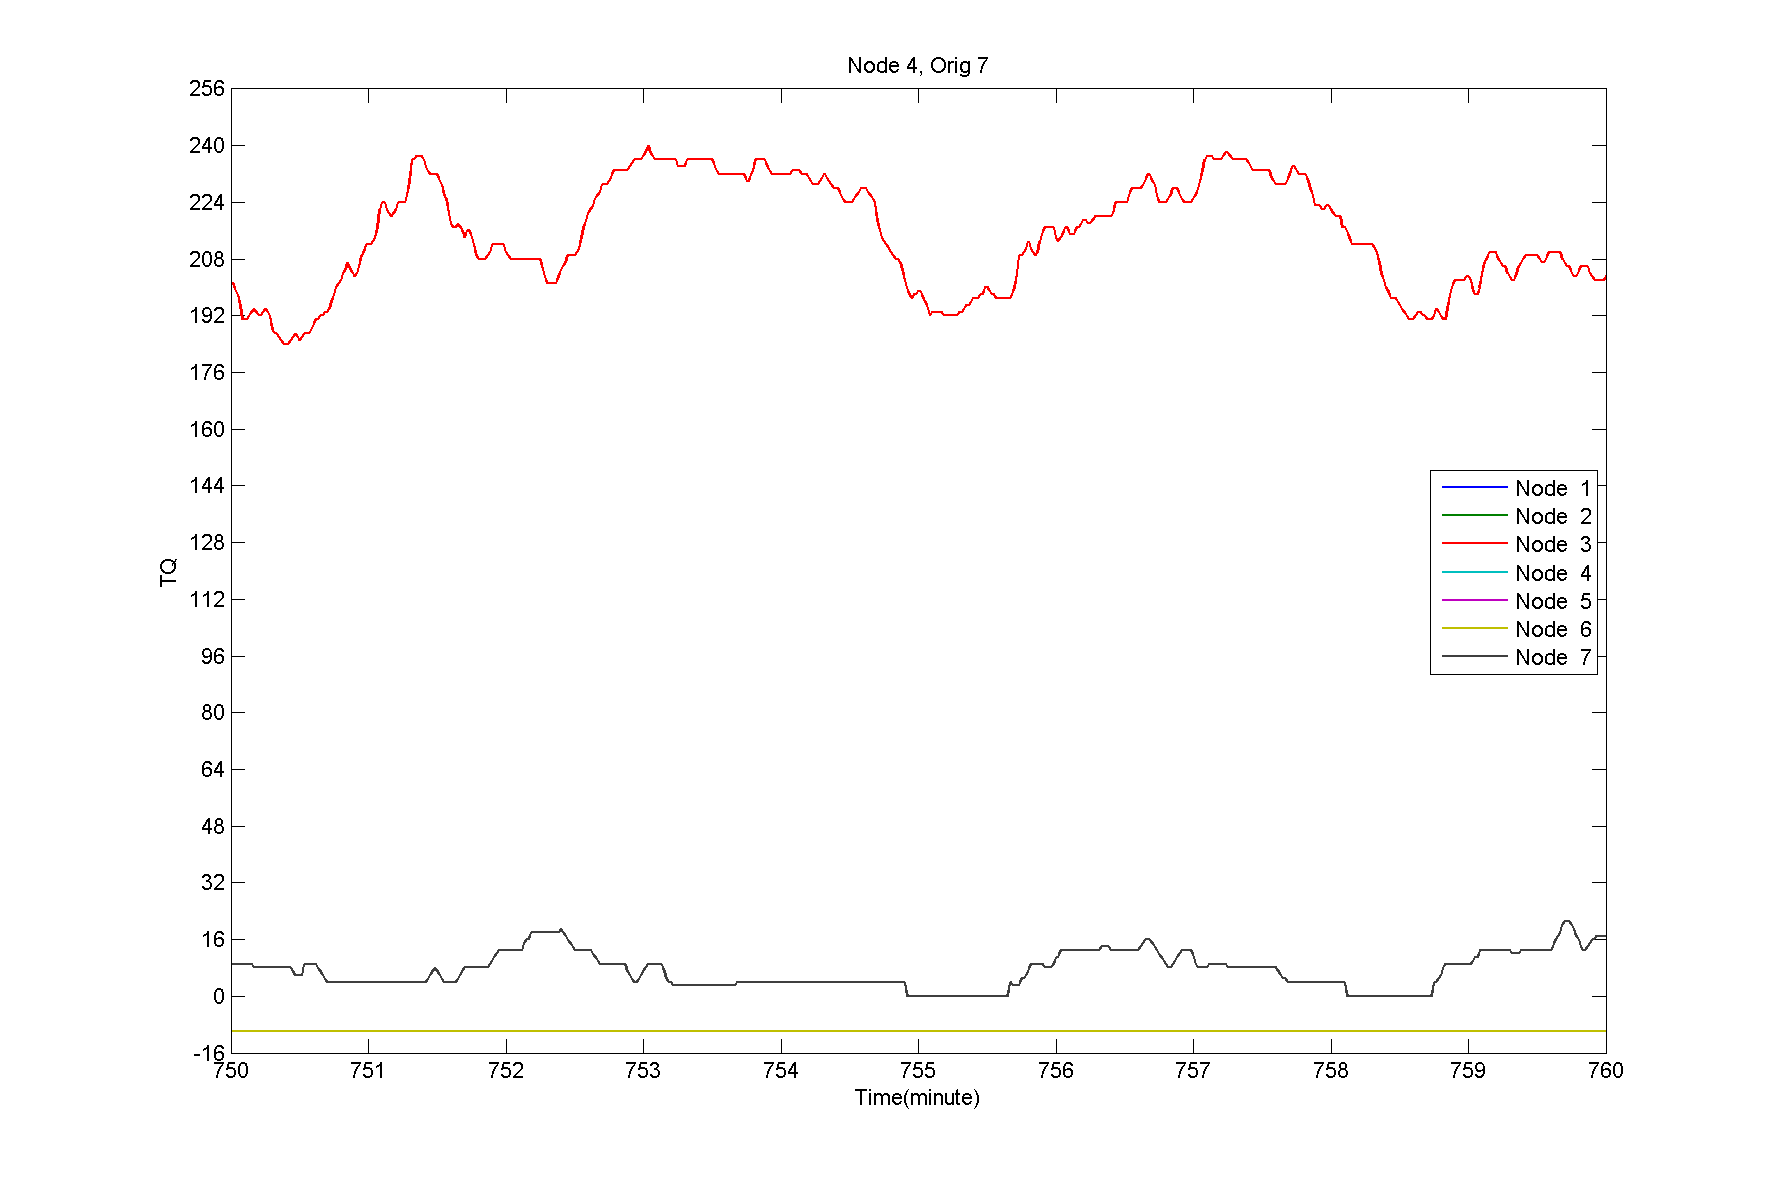 Node 4, Orig 7
256
240
224
208
192
176
160
144
128
112
96
80
64
48
32
16
0
-16
TQ
Node 1
Node 2
Node 3
Node 4
Node 5
Node 6
Node 7
750 751 752 753 754 755 756 757 758 759 760
Time(minute)